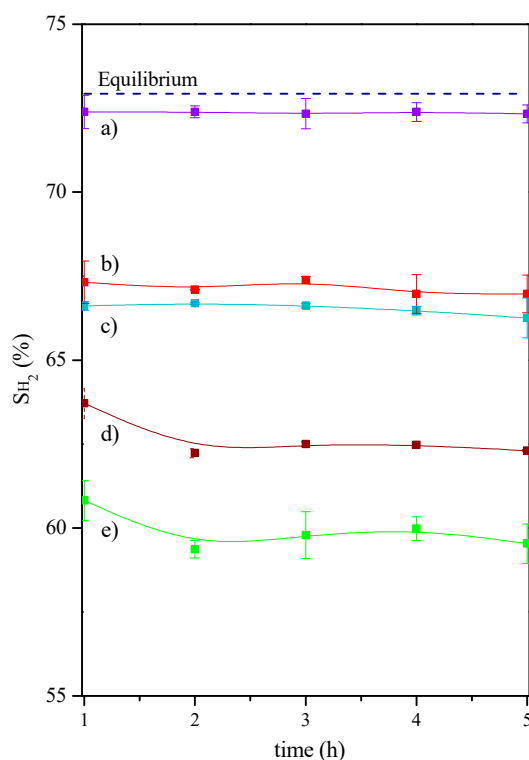 75
Equilibrium
a)
70
b)
c)
65
SH₂ (%)
d)
60
e)
55
1 2 3 4 5
time (h)